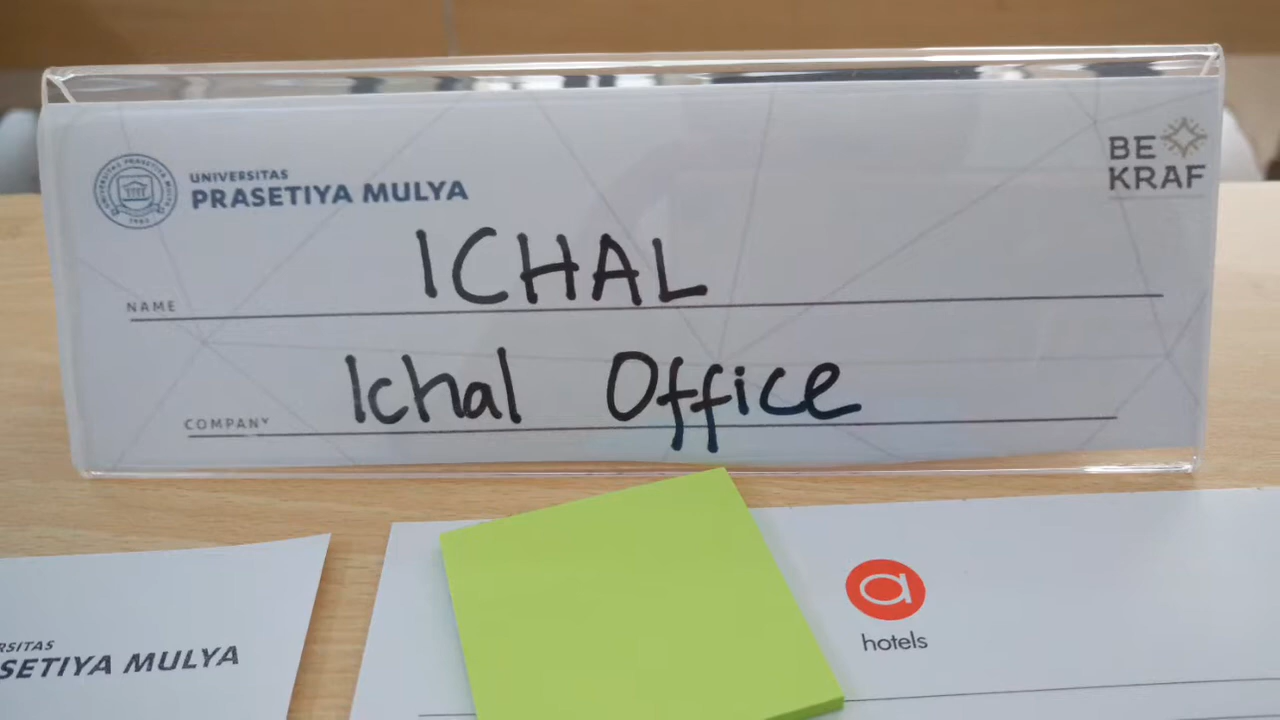 UNIVERSITAS
PRASETIYA MULYA
BE
KRAF
NAME
ICHAL
COMPANY
Ichal Office
RSITAS
SETIYA MULYA
a
hotels